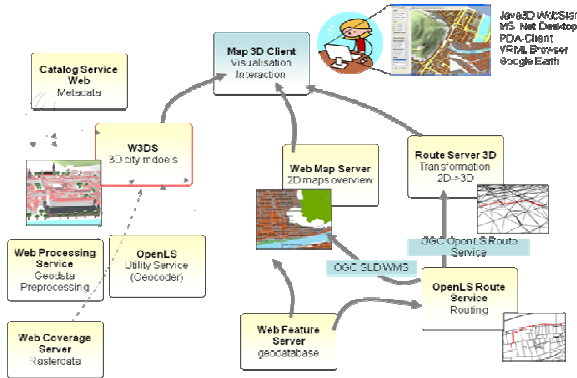 Java3D WebStart
MS .Net Desktop
PDA-Client
VRML Browser
Google Earth
Map 3D Client
Visualisation
Interaction
Catalog Service
Web
Metadata
W3DS
3D city mdoels
Web Map Server
2D maps overview
Route Server 3D
Transformation
2D->3D
OGC OpenLS Route
Service
OGC SLD WMS
Web Processing
Service
Geodata
Preprocessing
OpenLS
Utility Service
(Geocoder)
OpenLS Route
Service
Routing
Web Coverage
Server
Rasterdata
Web Feature
Server
geodatabase